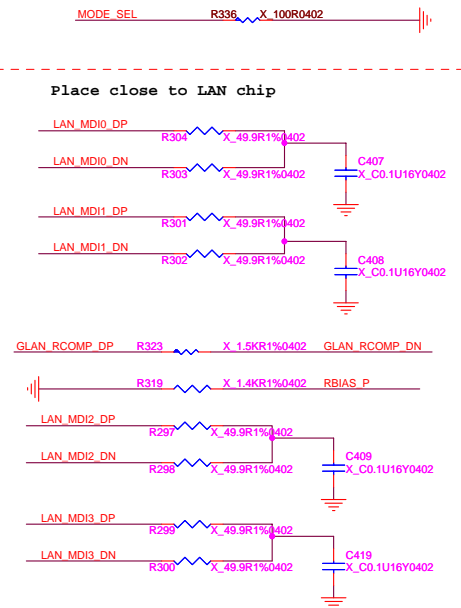 MODE_SEL R336 X_100R0402
Place close to LAN chip
LAN_MDI0_DP
R304 X_49.9R1%0402
C407
LAN_MDI0_DN
X_C0.1U16Y0402
R303 X_49.9R1%0402
LAN_MDI1_DP
R301 X_49.9R1%0402
LAN_MDI1_DN
R302 X_49.9R1%0402
C408
X_C0.1U16Y0402
GLAN_RCOMP_DP R323 X_1.5KR1%0402 GLAN_RCOMP_DN
R319 X_1.4KR1%0402 RBIAS_P
LAN_MDI2_DP
R297 X_49.9R1%0402
LAN_MDI2_DN
C409
R298 X_49.9R1%0402
X_C0.1U16Y0402
LAN_MDI3_DP
R299 X_49.9R1%0402
LAN_MDI3_DN
C419
R300 X_49.9R1%0402
X_C0.1U16Y0402